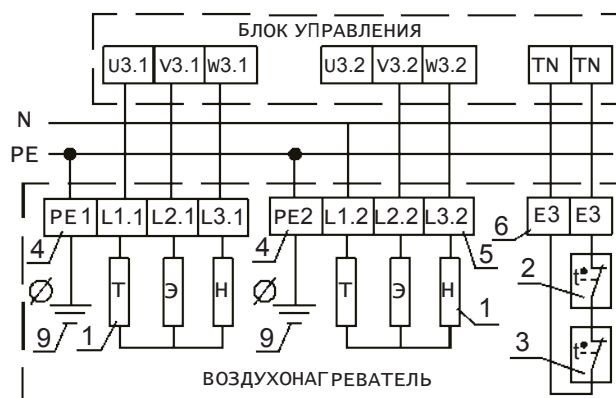 БЛОК УПРАВЛЕНИЯ
U3.1 V3.1 W3.1 U3.2 V3.2 W3.2 TN TN
N
PE
PE1 L1.1 L2.1 L3.1 PE2 L1.2 L2.2 L3.2 E3 E3
4 4 5 6
Т Э Н Т Э Н
t° 2
9 1 9 1
t° 3
ВОЗДУХОНАГРЕВАТЕЛЬ